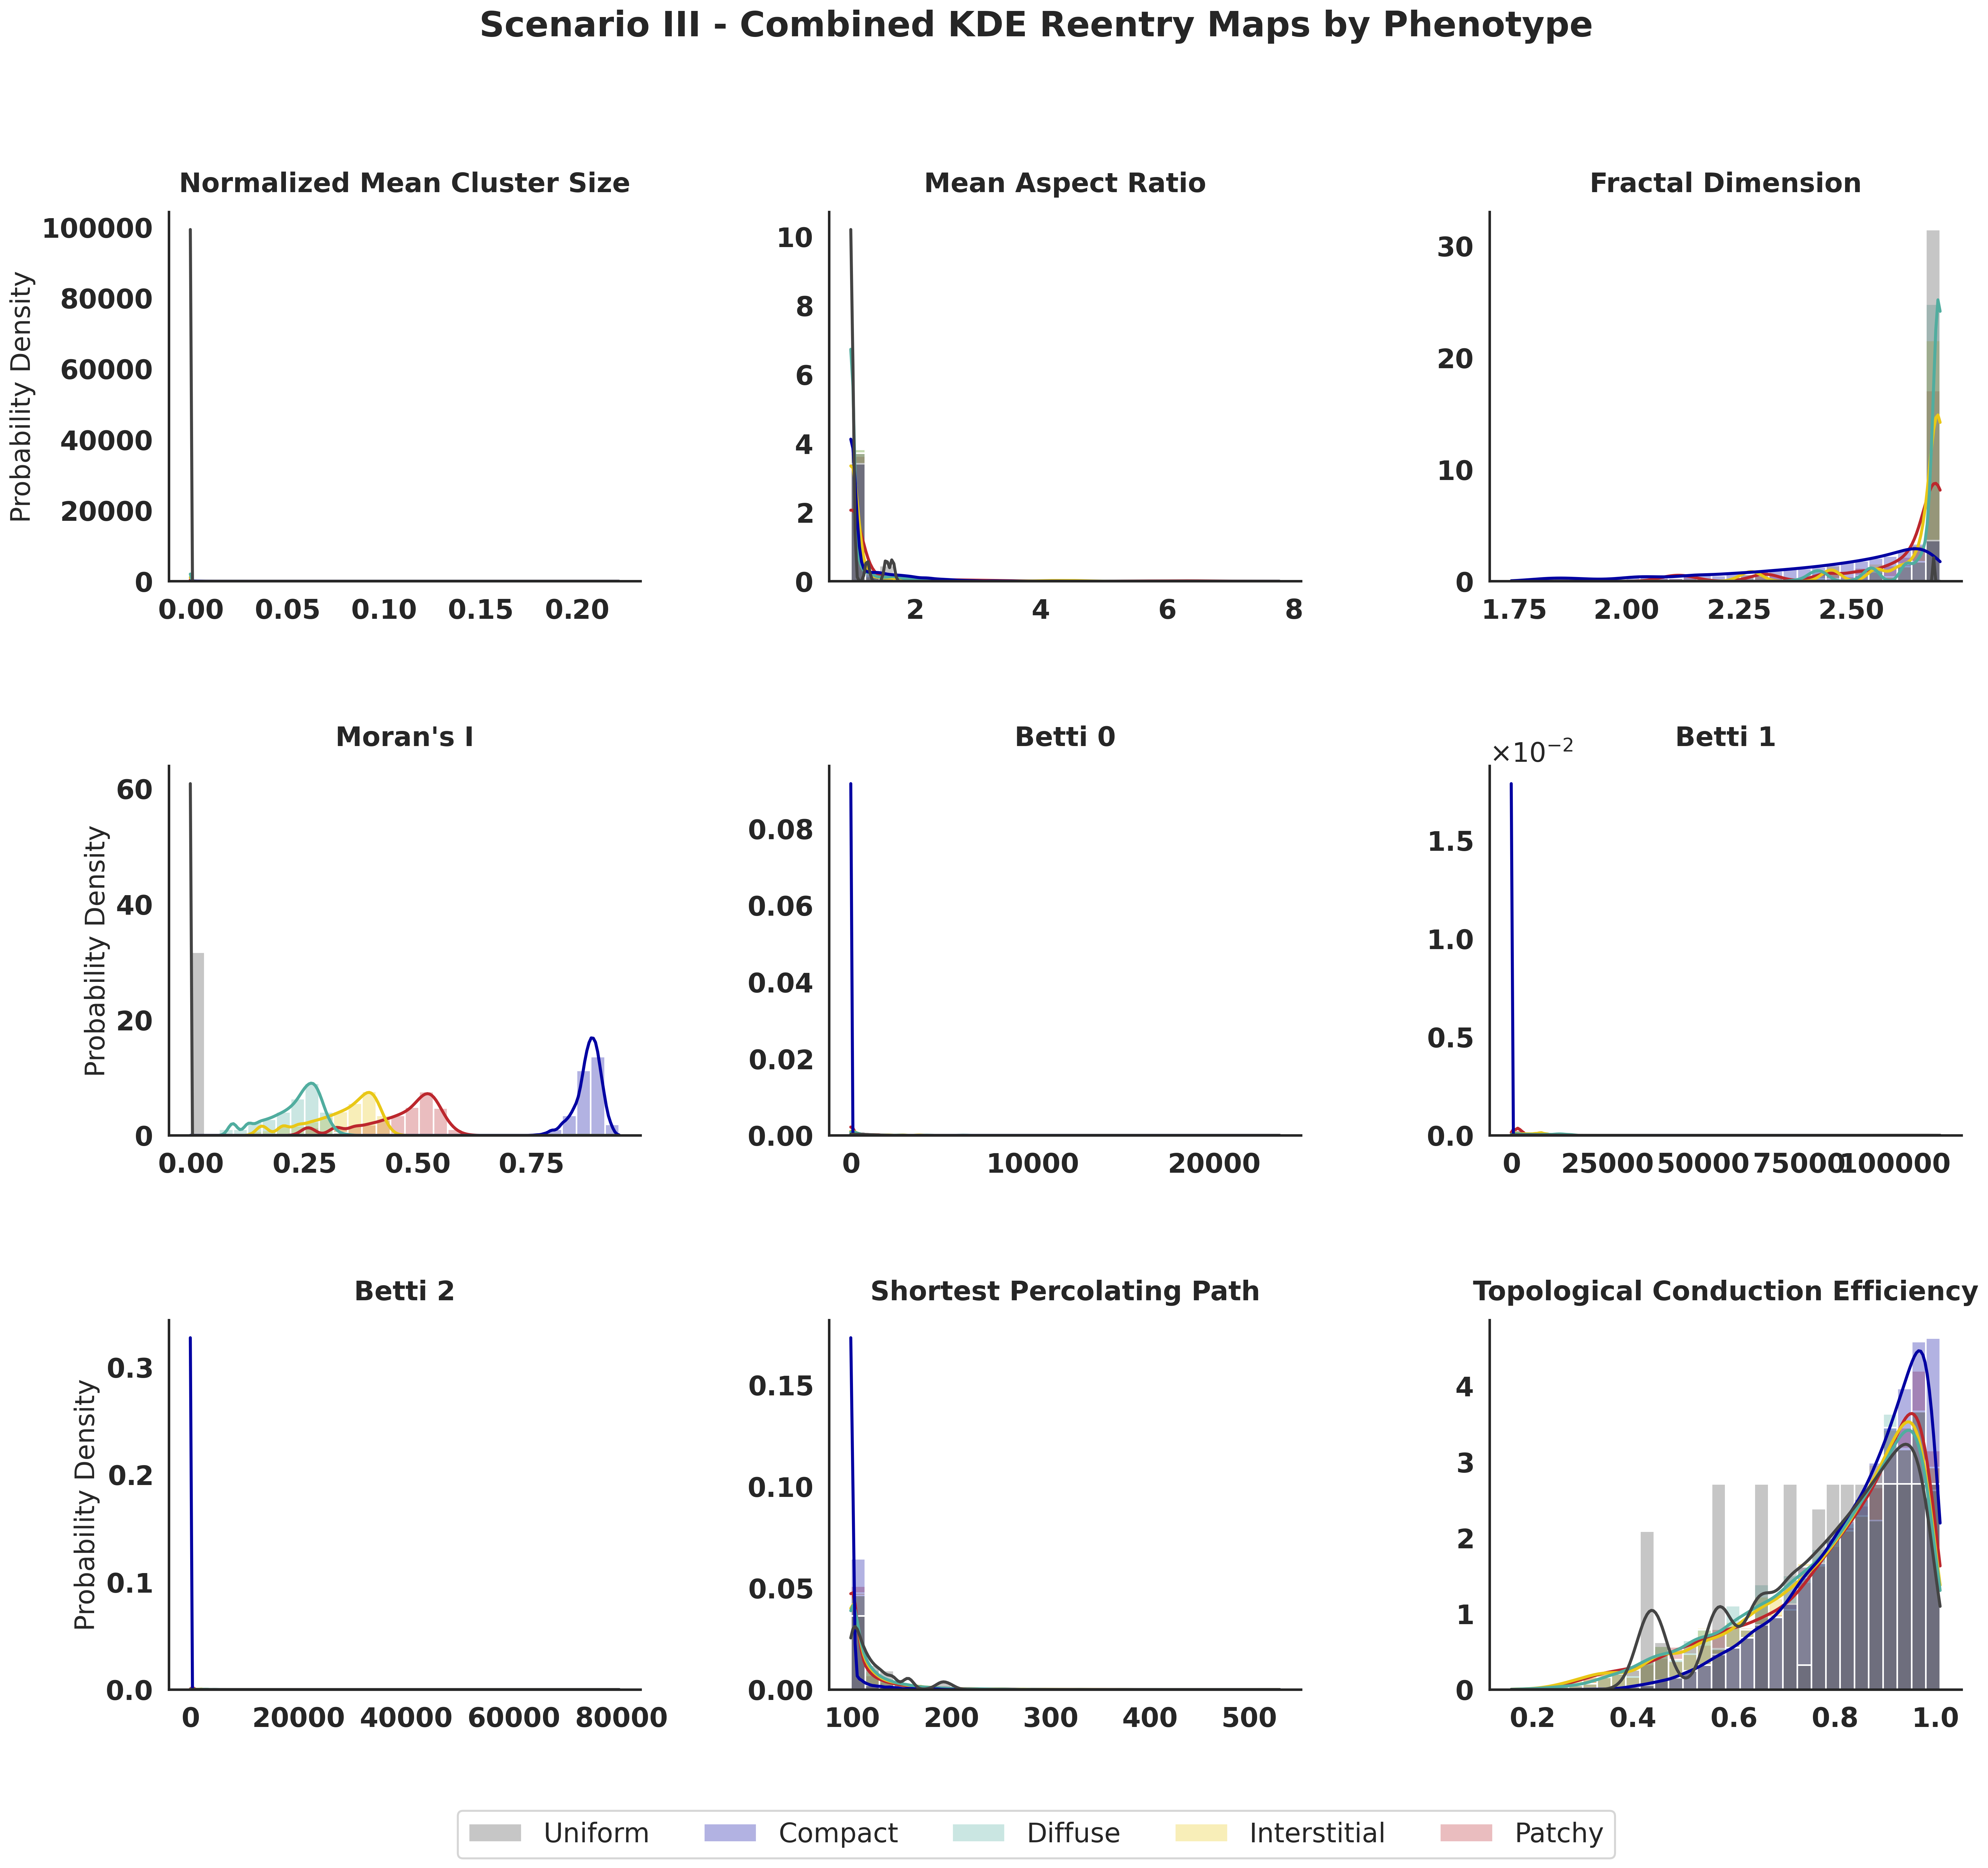 Scenario III - Combined KDE Reentry Maps by Phenotype
Normalized Mean Cluster Size
Probability Density
100000
80000
60000
40000
20000
0
0.00 0.05 0.10 0.15 0.20
Mean Aspect Ratio
10
8
6
4
2
0
2 4 6 8
Fractal Dimension
30
20
10
0
1.75 2.00 2.25 2.50
Moran's I
Probability Density
60
40
20
0
0.00 0.25 0.50 0.75
Betti 0
0.08
0.06
0.04
0.02
0.00
0 10000 20000
Betti 1
×10⁻²
1.5
1.0
0.5
0.0
0 25000 50000 75000 100000
Betti 2
Probability Density
0.3
0.2
0.1
0.0
0 20000 40000 60000 80000
Shortest Percolating Path
0.15
0.10
0.05
0.00
100 200 300 400 500
Topological Conduction Efficiency
4
3
2
1
0
0.2 0.4 0.6 0.8 1.0
Uniform Compact Diffuse Interstitial Patchy